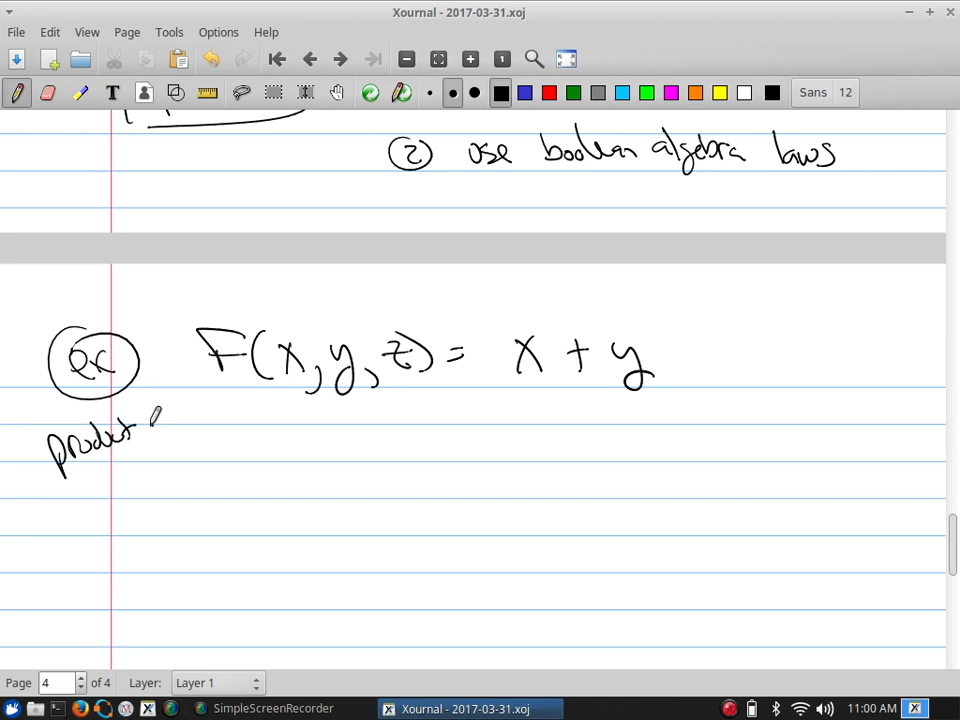 Xournal - 2017-03-31.xoj
File Edit View Page Tools Options Help
Sans 12
② use boolean algebra laws
ex F(x,y,z) = x + y
product
Page 4 of 4 Layer: Layer 1
SimpleScreenRecorder Xournal - 2017-03-31.xoj 11:00 AM